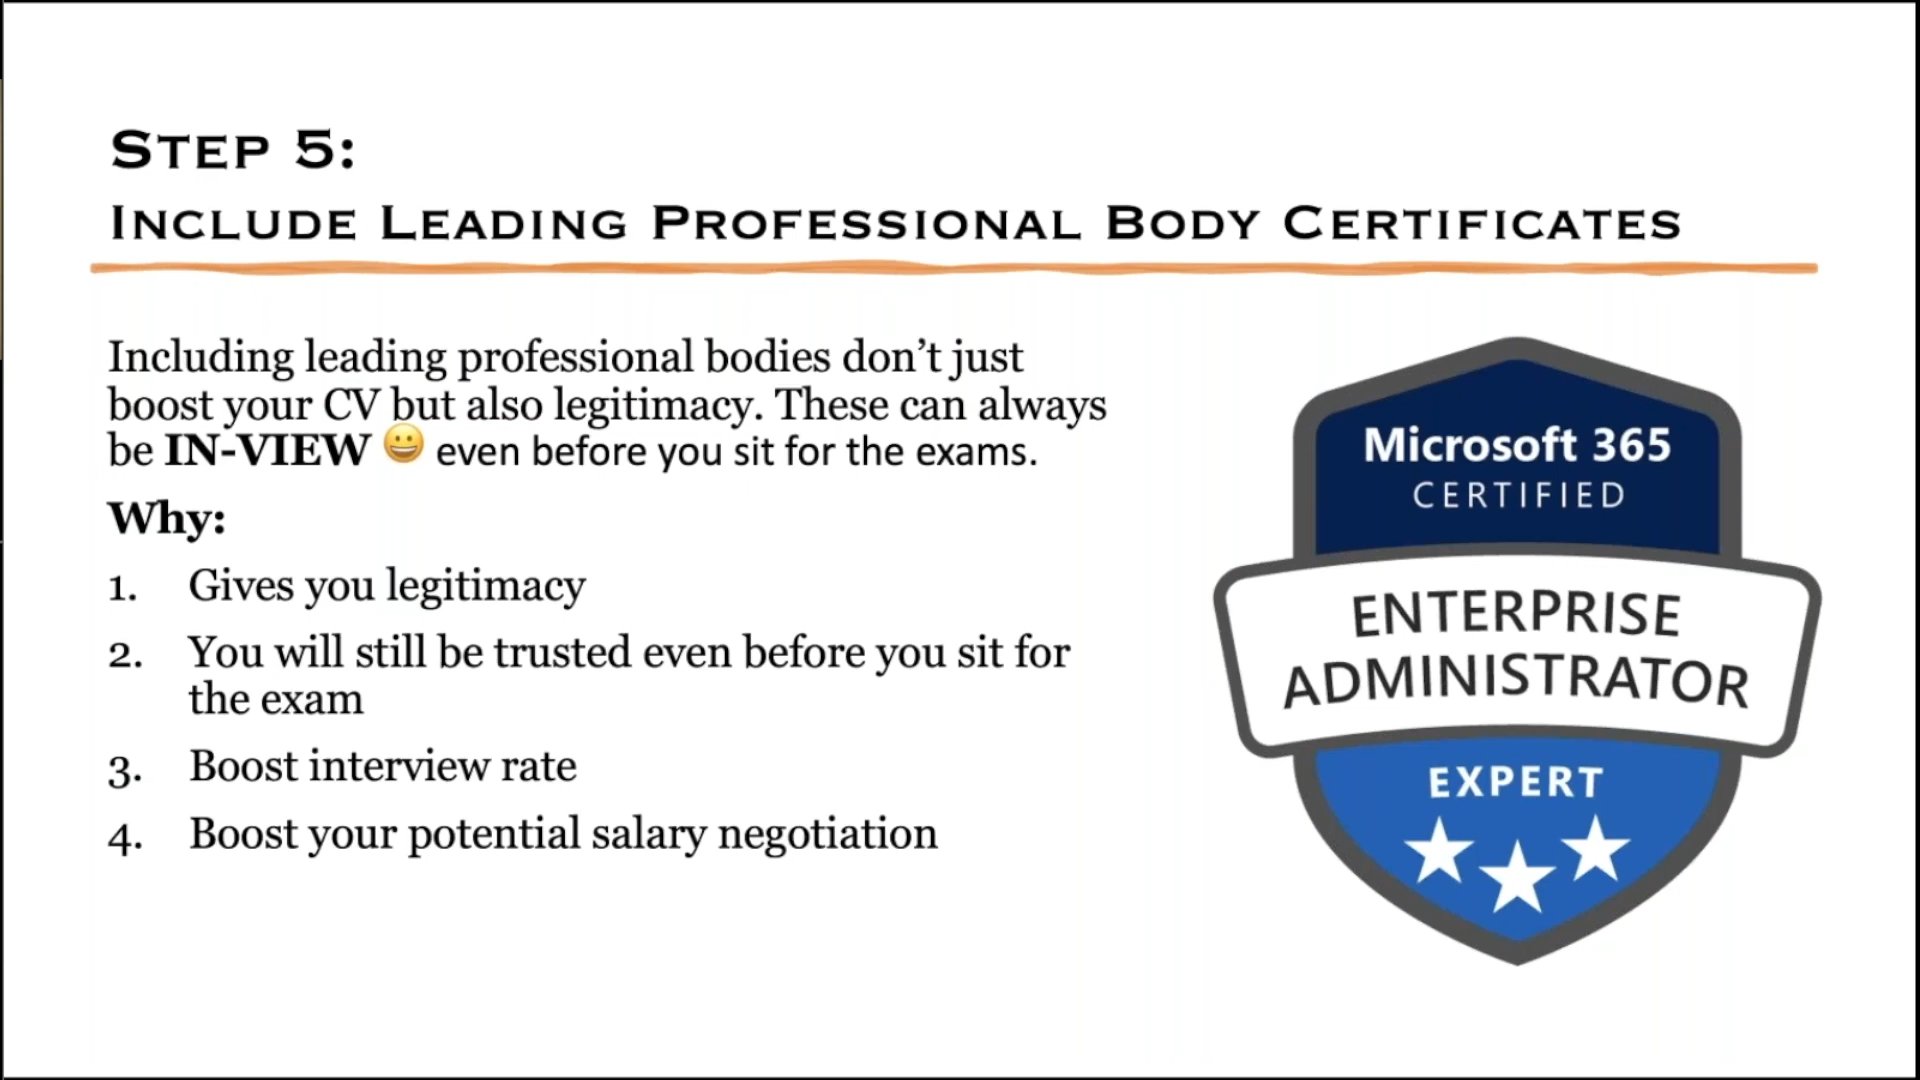 STEP 5:
INCLUDE LEADING PROFESSIONAL BODY CERTIFICATES
Including leading professional bodies don’t just
boost your CV but also legitimacy. These can always
be IN-VIEW 😀 even before you sit for the exams.
Why:
1. Gives you legitimacy
2. You will still be trusted even before you sit for
the exam
3. Boost interview rate
4. Boost your potential salary negotiation
Microsoft 365
CERTIFIED
ENTERPRISE
ADMINISTRATOR
EXPERT